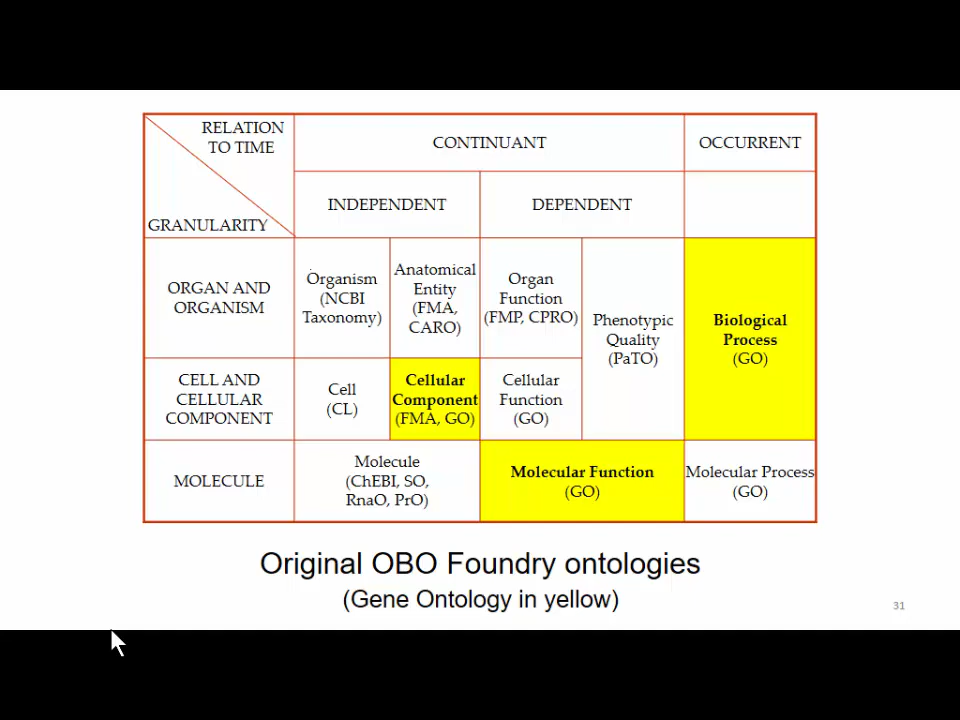 RELATION
TO TIME
GRANULARITY
CONTINUANT
OCCURRENT
INDEPENDENT
DEPENDENT
ORGAN AND
ORGANISM
Organism
(NCBI
Taxonomy)
Anatomical
Entity
(FMA,
CARO)
Organ
Function
(FMP, CPRO)
Phenotypic
Quality
(PaTO)
Biological
Process
(GO)
CELL AND
CELLULAR
COMPONENT
Cell
(CL)
Cellular
Component
(FMA, GO)
Cellular
Function
(GO)
MOLECULE
Molecule
(ChEBI, SO,
RnaO, PrO)
Molecular Function
(GO)
Molecular Process
(GO)
Original OBO Foundry ontologies
(Gene Ontology in yellow)
31